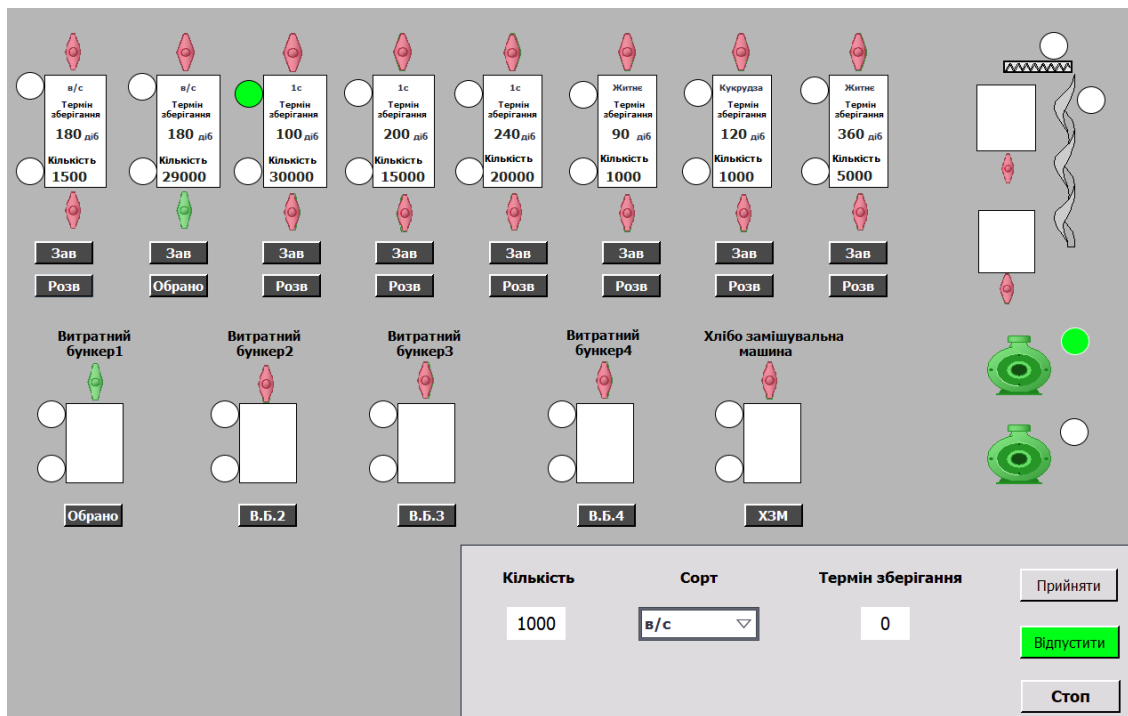 в/с в/с 1с 1с 1с Житнє Кукрудза Житнє
Термін Термін Термін Термін Термін Термін Термін Термін
зберігання зберігання зберігання зберігання зберігання зберігання зберігання зберігання
180 діб 180 діб 100 діб 200 діб 240 діб 90 діб 120 діб 360 діб
Кількість Кількість Кількість Кількість Кількість Кількість Кількість Кількість
1500 29000 30000 15000 20000 1000 1000 5000
Зав Зав Зав Зав Зав Зав Зав Зав
Розв Обрано Розв Розв Розв Розв Розв Розв
Витратний Витратний Витратний Витратний Хлібо замішувальна
бункер1 бункер2 бункер3 бункер4 машина
Обрано В.Б.2 В.Б.3 В.Б.4 ХЗМ
Кількість Сорт Термін зберігання
Прийняти
1000 в/с 0
Відпустити
Стоп